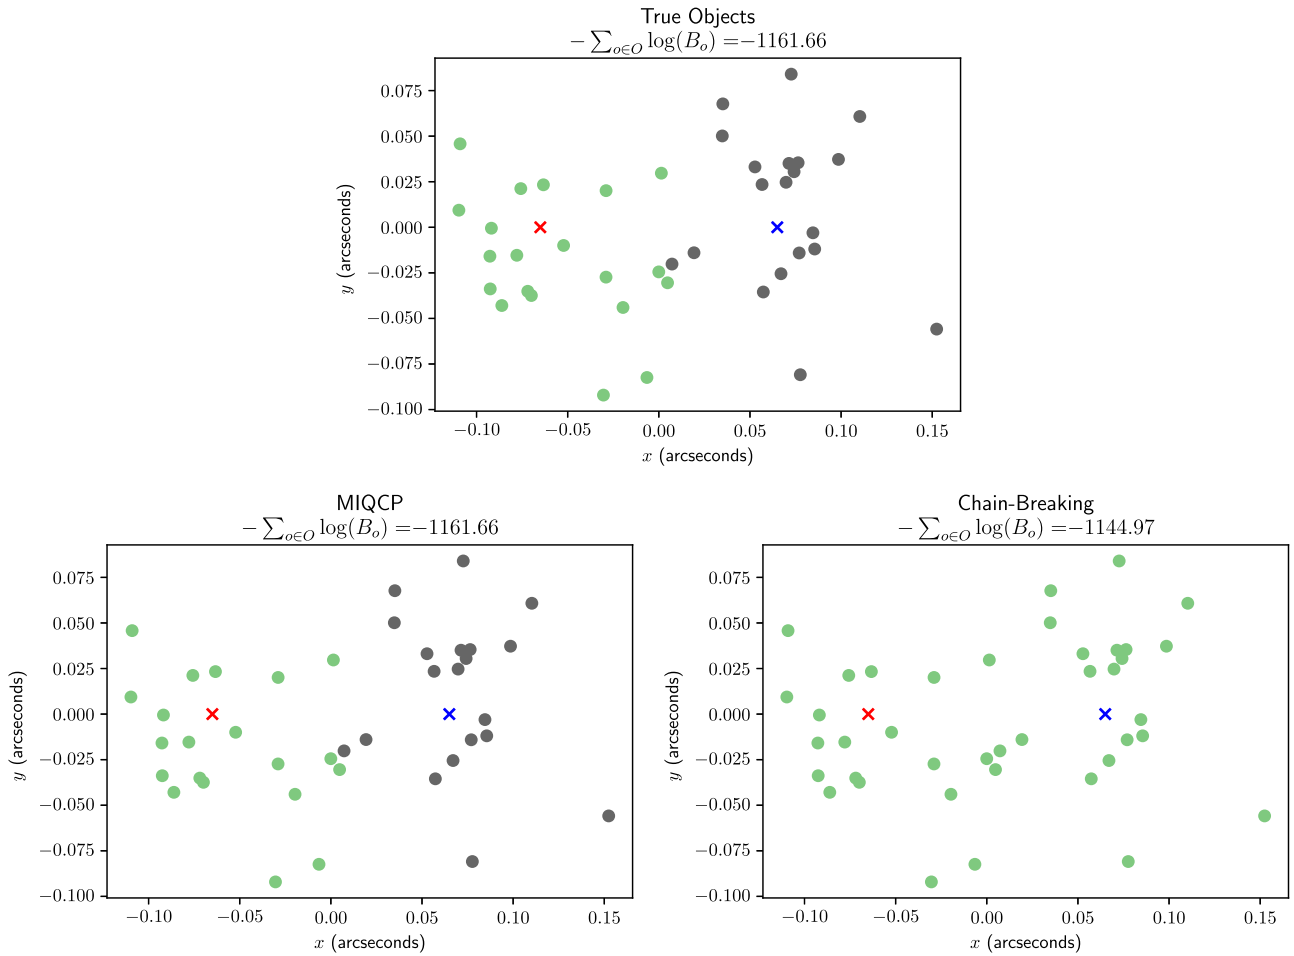 True Objects
− ∑_{o∈O} log(B_o) =−1161.66
0.075
0.050
0.025
0.000
−0.025
−0.050
−0.075
−0.100
y (arcseconds)
−0.10 −0.05 0.00 0.05 0.10 0.15
x (arcseconds)
MIQCP
− ∑_{o∈O} log(B_o) =−1161.66
0.075
0.050
0.025
0.000
−0.025
−0.050
−0.075
−0.100
y (arcseconds)
−0.10 −0.05 0.00 0.05 0.10 0.15
x (arcseconds)
Chain-Breaking
− ∑_{o∈O} log(B_o) =−1144.97
0.075
0.050
0.025
0.000
−0.025
−0.050
−0.075
−0.100
y (arcseconds)
−0.10 −0.05 0.00 0.05 0.10 0.15
x (arcseconds)